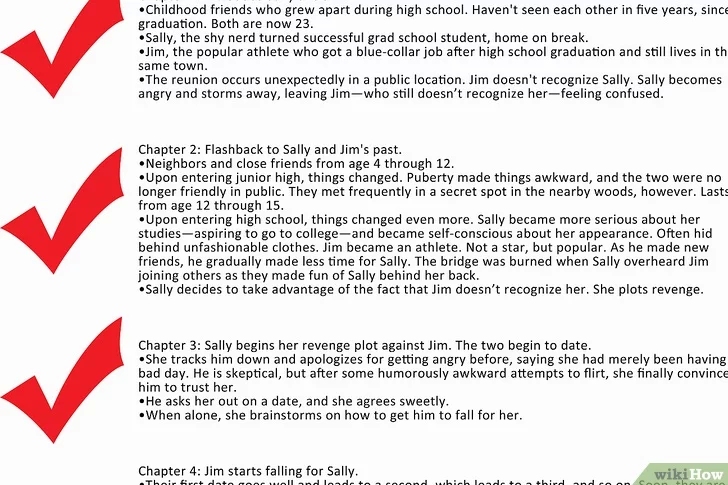 •Childhood friends who grew apart during high school. Haven't seen each other in five years, since
graduation. Both are now 23.
•Sally, the shy nerd turned successful grad school student, home on break.
•Jim, the popular athlete who got a blue-collar job after high school graduation and still lives in the
same town.
•The reunion occurs unexpectedly in a public location. Jim doesn't recognize Sally. Sally becomes
angry and storms away, leaving Jim—who still doesn’t recognize her—feeling confused.
Chapter 2: Flashback to Sally and Jim's past.
•Neighbors and close friends from age 4 through 12.
•Upon entering junior high, things changed. Puberty made things awkward, and the two were no
longer friendly in public. They met frequently in a secret spot in the nearby woods, however. Lasts
from age 12 through 15.
•Upon entering high school, things changed even more. Sally became more serious about her
studies—aspiring to go to college—and became self-conscious about her appearance. Often hid
behind unfashionable clothes. Jim became an athlete. Not a star, but popular. As he made new
friends, he gradually made less time for Sally. The bridge was burned when Sally overheard Jim
joining others as they made fun of Sally behind her back.
•Sally decides to take advantage of the fact that Jim doesn’t recognize her. She plots revenge.
Chapter 3: Sally begins her revenge plot against Jim. The two begin to date.
•She tracks him down and apologizes for getting angry before, saying she had merely been having
bad day. He is skeptical, but after some humorously awkward attempts to flirt, she finally convince
him to trust her.
•He asks her out on a date, and she agrees sweetly.
•When alone, she brainstorms on how to get him to fall for her.
Chapter 4: Jim starts falling for Sally.
•Their first date goes well and leads to a second, which leads to a third, and so on. Soon, they are
wikiHow